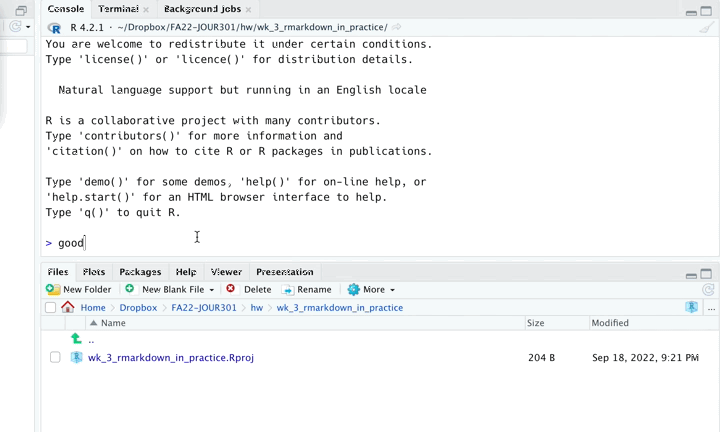 Console Terminal Background jobs
R 4.2.1 · ~/Dropbox/FA22-JOUR301/hw/wk_3_rmarkdown_in_practice/
You are welcome to redistribute it under certain conditions.
Type 'license()' or 'licence()' for distribution details.
Natural language support but running in an English locale
R is a collaborative project with many contributors.
Type 'contributors()' for more information and
'citation()' on how to cite R or R packages in publications.
Type 'demo()' for some demos, 'help()' for on-line help, or
'help.start()' for an HTML browser interface to help.
Type 'q()' to quit R.
> good
Files Plots Packages Help Viewer Presentation
New Folder New Blank File Delete Rename More
Home Dropbox FA22-JOUR301 hw wk_3_rmarkdown_in_practice ...
Name Size Modified
..
wk_3_rmarkdown_in_practice.Rproj 204 B Sep 18, 2022, 9:21 PM